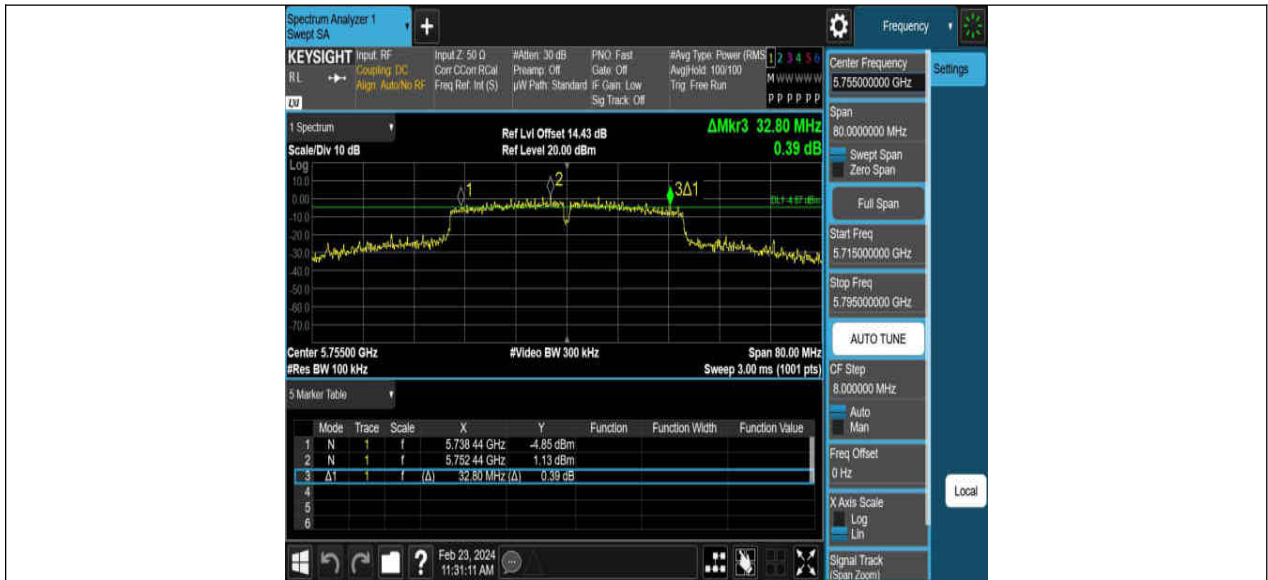 Spectrum Analyzer 1
Swept SA
+
Frequency
KEYSIGHT
RL
Input: RF
Coupling: DC
Align: Auto/No RF
Input Z: 50 Ω
Corr CCorr RCal
Freq Ref: Int (S)
#Atten: 30 dB
Preamp: Off
µW Path: Standard
PNO: Fast
Gate: Off
IF Gain: Low
Sig Track: Off
#Avg Type: Power (RMS
Avg|Hold: 100/100
Trig: Free Run
1 2 3 4 5 6
M W W W W W
P P P P P P
1 Spectrum
Scale/Div 10 dB
Ref Lvl Offset 14.43 dB
Ref Level 20.00 dBm
ΔMkr3 32.80 MHz
0.39 dB
Log
10.0
0.00
-10.0
-20.0
-30.0
-40.0
-50.0
-60.0
-70.0
1
2
3Δ1
DL1 -4.87 dBm
Center 5.75500 GHz
#Video BW 300 kHz
Span 80.00 MHz
#Res BW 100 kHz
Sweep 3.00 ms (1001 pts)
5 Marker Table
Mode Trace Scale X Y Function Function Width Function Value
1 N 1 f 5.738 44 GHz -4.85 dBm
2 N 1 f 5.752 44 GHz 1.13 dBm
3 Δ1 1 f (Δ) 32.80 MHz (Δ) 0.39 dB
4
5
6
?
Feb 23, 2024
11:31:11 AM
Center Frequency
5.755000000 GHz
Settings
Span
80.0000000 MHz
Swept Span
Zero Span
Full Span
Start Freq
5.715000000 GHz
Stop Freq
5.795000000 GHz
AUTO TUNE
CF Step
8.000000 MHz
Auto
Man
Freq Offset
0 Hz
X Axis Scale
Log
Lin
Local
Signal Track
(Span Zoom)